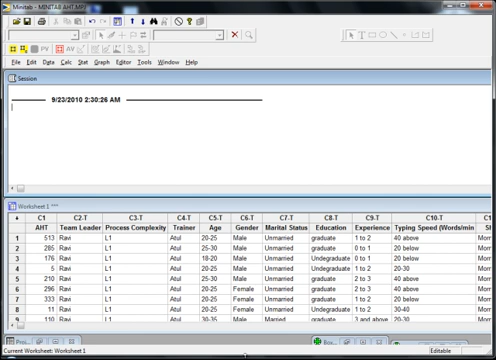 Minitab - MINITAB AHT.MPJ
File Edit Data Calc Stat Graph Editor Tools Window Help
Session
9/23/2010 2:30:26 AM
Worksheet 1 ***
C1 C2-T C3-T C4-T C5-T C6-T C7-T C8-T C9-T C10-T
AHT Team Leader Process Complexity Trainer Age Gender Marital Status Education Experience Typing Speed (Words/min
1 513 Ravi L1 Atul 20-25 Male Unmarried graduate 1 to 2 40 above
2 285 Ravi L1 Atul 25-30 Male Unmarried graduate 0 to 1 40 above
3 176 Ravi L1 Atul 18-20 Male Unmarried Undegraduate 0 to 1 20 below
4 5 Ravi L1 Atul 20-25 Male Unmarried Undegraduate 1 to 2 20-30
5 210 Ravi L1 Atul 25-30 Male Unmarried graduate 2 to 3 40 above
6 296 Ravi L1 Atul 20-25 Female Unmarried graduate 2 to 3 40 above
7 333 Ravi L1 Atul 20-25 Female Unmarried graduate 1 to 2 20 below
8 11 Ravi L1 Atul 20-25 Female Unmarried Undegraduate 1 to 2 30-40
9 110 Ravi L1 Atul 30-35 Male Married graduate 3 and above 20-30
Proj...
Current Worksheet: Worksheet 1
Editable